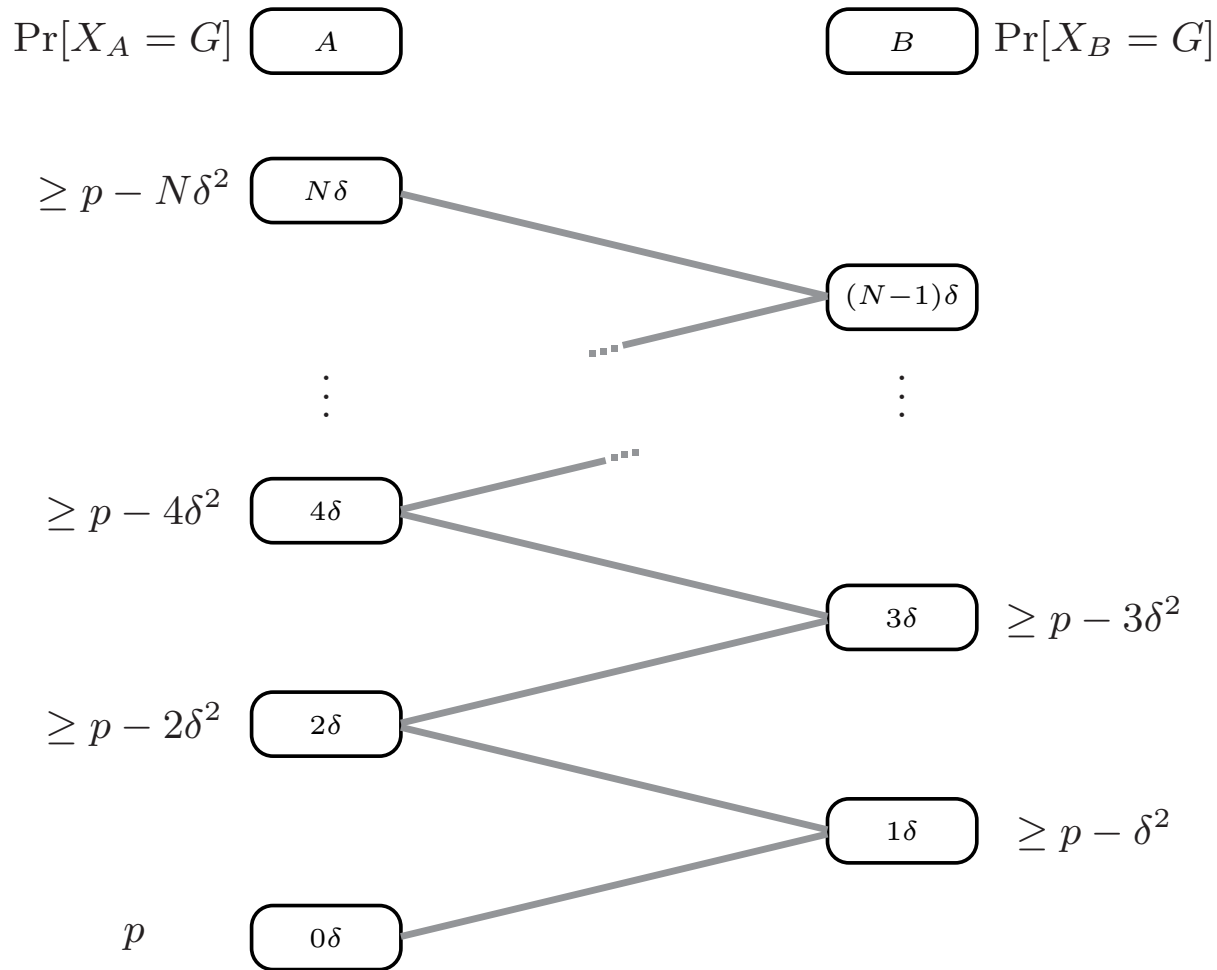 Pr[X_A = G] A B Pr[X_B = G]
≥ p − Nδ² Nδ
(N−1)δ
⋮ ⋮
≥ p − 4δ² 4δ
3δ ≥ p − 3δ²
≥ p − 2δ² 2δ
1δ ≥ p − δ²
p 0δ